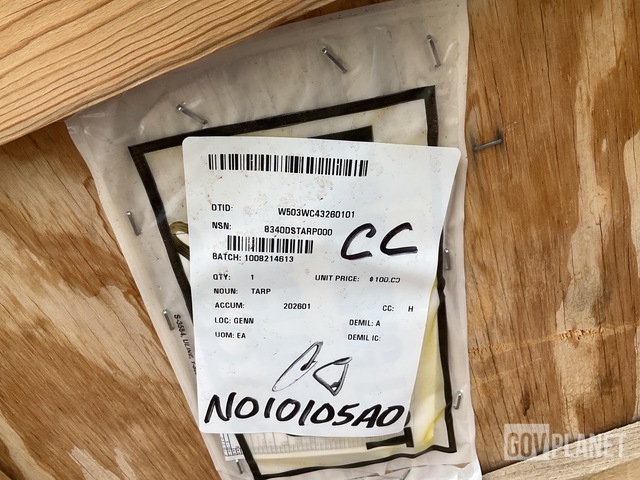 DTID: W503WC43260101
NSN: 8340DSTARP000
CC
BATCH: 1008214613
QTY: 1 UNIT PRICE: $100.00
NOUN: TARP
ACCUM: 202601 CC: H
LOC: GENN DEMIL: A
UOM: EA DEMIL IC:
N010105A0
GOVPLANET